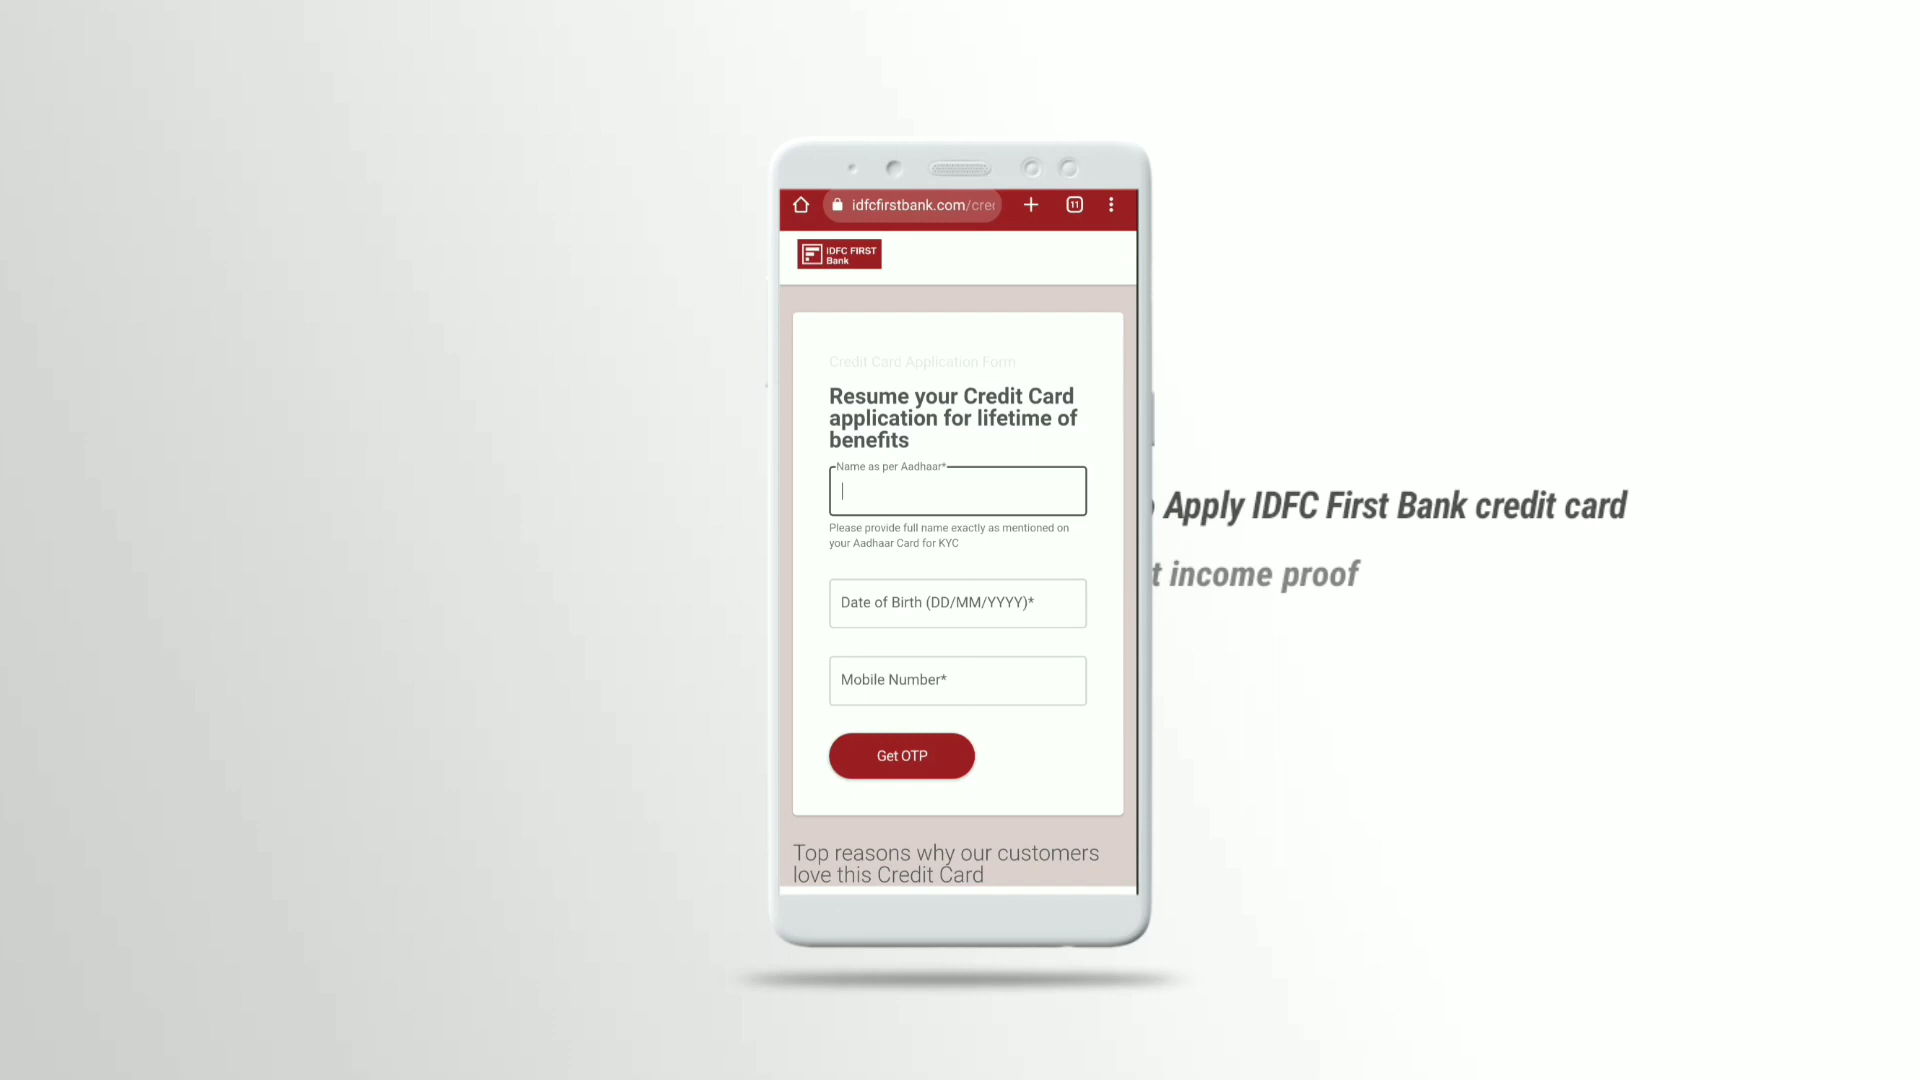 idfcfirstbank.com/cre
11
IDFC FIRST
Bank
Credit Card Application Form
Resume your Credit Card
application for lifetime of
benefits
Name as per Aadhaar*
Please provide full name exactly as mentioned on
your Aadhaar Card for KYC
Date of Birth (DD/MM/YYYY)*
Mobile Number*
Get OTP
Top reasons why our customers
love this Credit Card
Apply IDFC First Bank credit card
t income proof